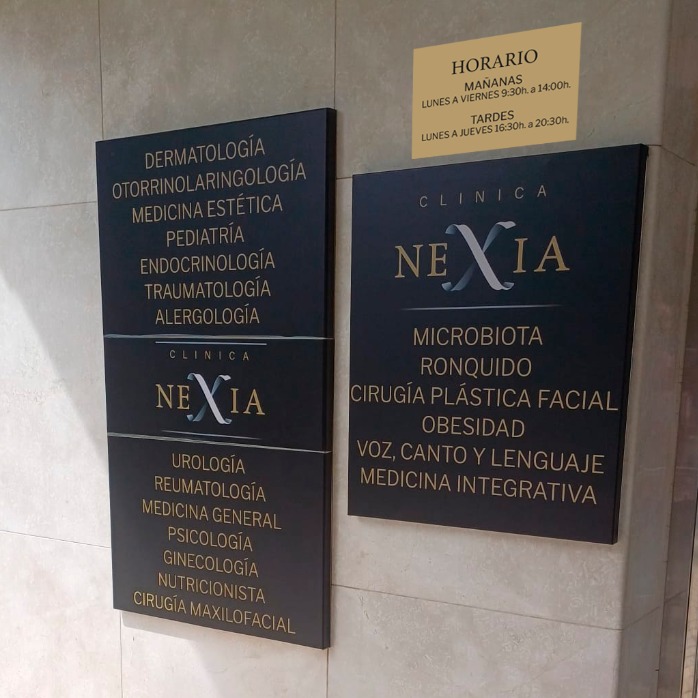 HORARIO
MAÑANAS
LUNES A VIERNES 9:30h. a 14:00h.
TARDES
LUNES A JUEVES 16:30h. a 20:30h.
DERMATOLOGÍA
OTORRINOLARINGOLOGÍA
MEDICINA ESTÉTICA
PEDIATRÍA
ENDOCRINOLOGÍA
TRAUMATOLOGÍA
ALERGOLOGÍA
CLINICA
NEXIA
UROLOGÍA
REUMATOLOGÍA
MEDICINA GENERAL
PSICOLOGÍA
GINECOLOGÍA
NUTRICIONISTA
CIRUGÍA MAXILOFACIAL
CLINICA
NEXIA
MICROBIOTA
RONQUIDO
CIRUGÍA PLÁSTICA FACIAL
OBESIDAD
VOZ, CANTO Y LENGUAJE
MEDICINA INTEGRATIVA